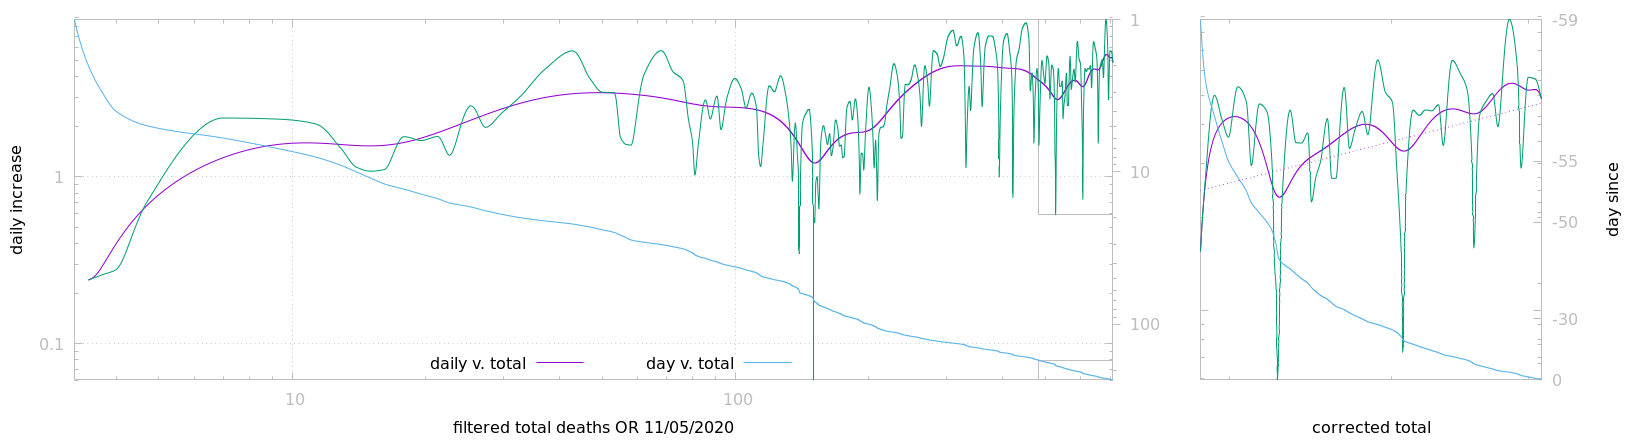 1
-59
daily increase
1
10
-55
-50
day since
0.1
daily v. total
day v. total
100
-30
0
10
100
filtered total deaths OR 11/05/2020
corrected total